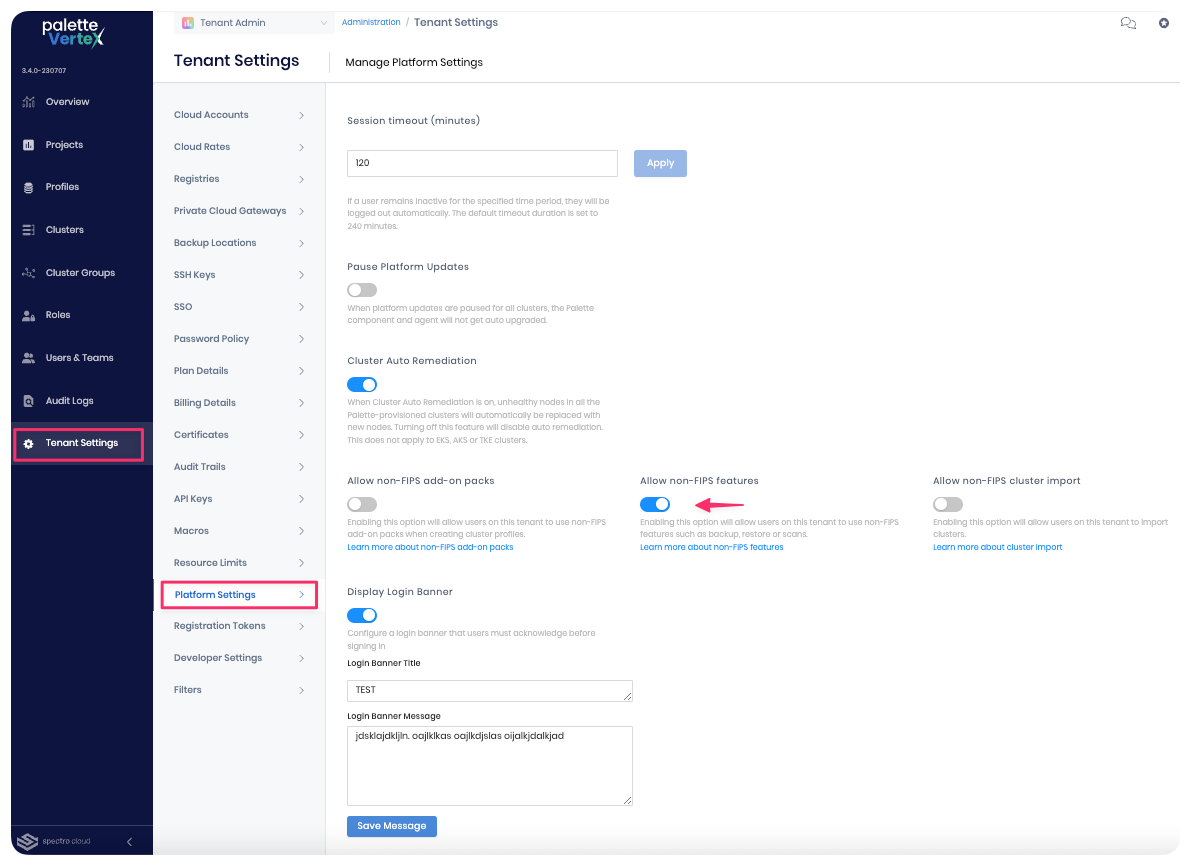 palette
VerteX
3.4.0-230707
Overview
Projects
Profiles
Clusters
Cluster Groups
Roles
Users & Teams
Audit Logs
Tenant Settings
spectro cloud
Tenant Admin
Administration / Tenant Settings
Tenant Settings
Manage Platform Settings
Cloud Accounts
Cloud Rates
Registries
Private Cloud Gateways
Backup Locations
SSH Keys
SSO
Password Policy
Plan Details
Billing Details
Certificates
Audit Trails
API Keys
Macros
Resource Limits
Platform Settings
Registration Tokens
Developer Settings
Filters
Session timeout (minutes)
120
Apply
If a user remains inactive for the specified time period, they will be
logged out automatically. The default timeout duration is set to
240 minutes.
Pause Platform Updates
When platform updates are paused for all clusters, the Palette
component and agent will not get auto upgraded.
Cluster Auto Remediation
When Cluster Auto Remediation is on, unhealthy nodes in all the
Palette-provisioned clusters will automatically be replaced with
new nodes. Turning off this feature will disable auto remediation.
This does not apply to EKS, AKS or TKE clusters.
Allow non-FIPS add-on packs
Enabling this option will allow users on this tenant to use non-FIPS
add-on packs when creating cluster profiles.
Learn more about non-FIPS add-on packs
Allow non-FIPS features
Enabling this option will allow users on this tenant to use non-FIPS
features such as backup, restore or scans.
Learn more about non-FIPS features
Allow non-FIPS cluster import
Enabling this option will allow users on this tenant to import
clusters.
Learn more about cluster import
Display Login Banner
Configure a login banner that users must acknowledge before
signing in
Login Banner Title
TEST
Login Banner Message
jdsklajdkljln. oajlklkas oajlkdjslas oijalkjdalkjad
Save Message